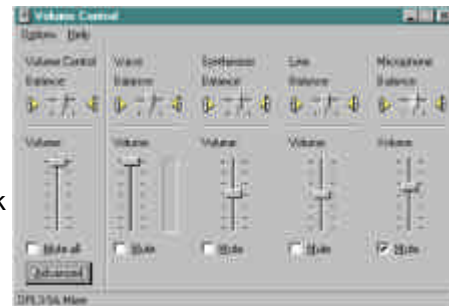 Volume Control
Options Help
Volume Control Wave Synthesizer Line Microphone
Balance: Balance: Balance: Balance: Balance:
Volume: Volume: Volume: Volume: Volume:
k
Mute all Mute Mute Mute Mute
Advanced